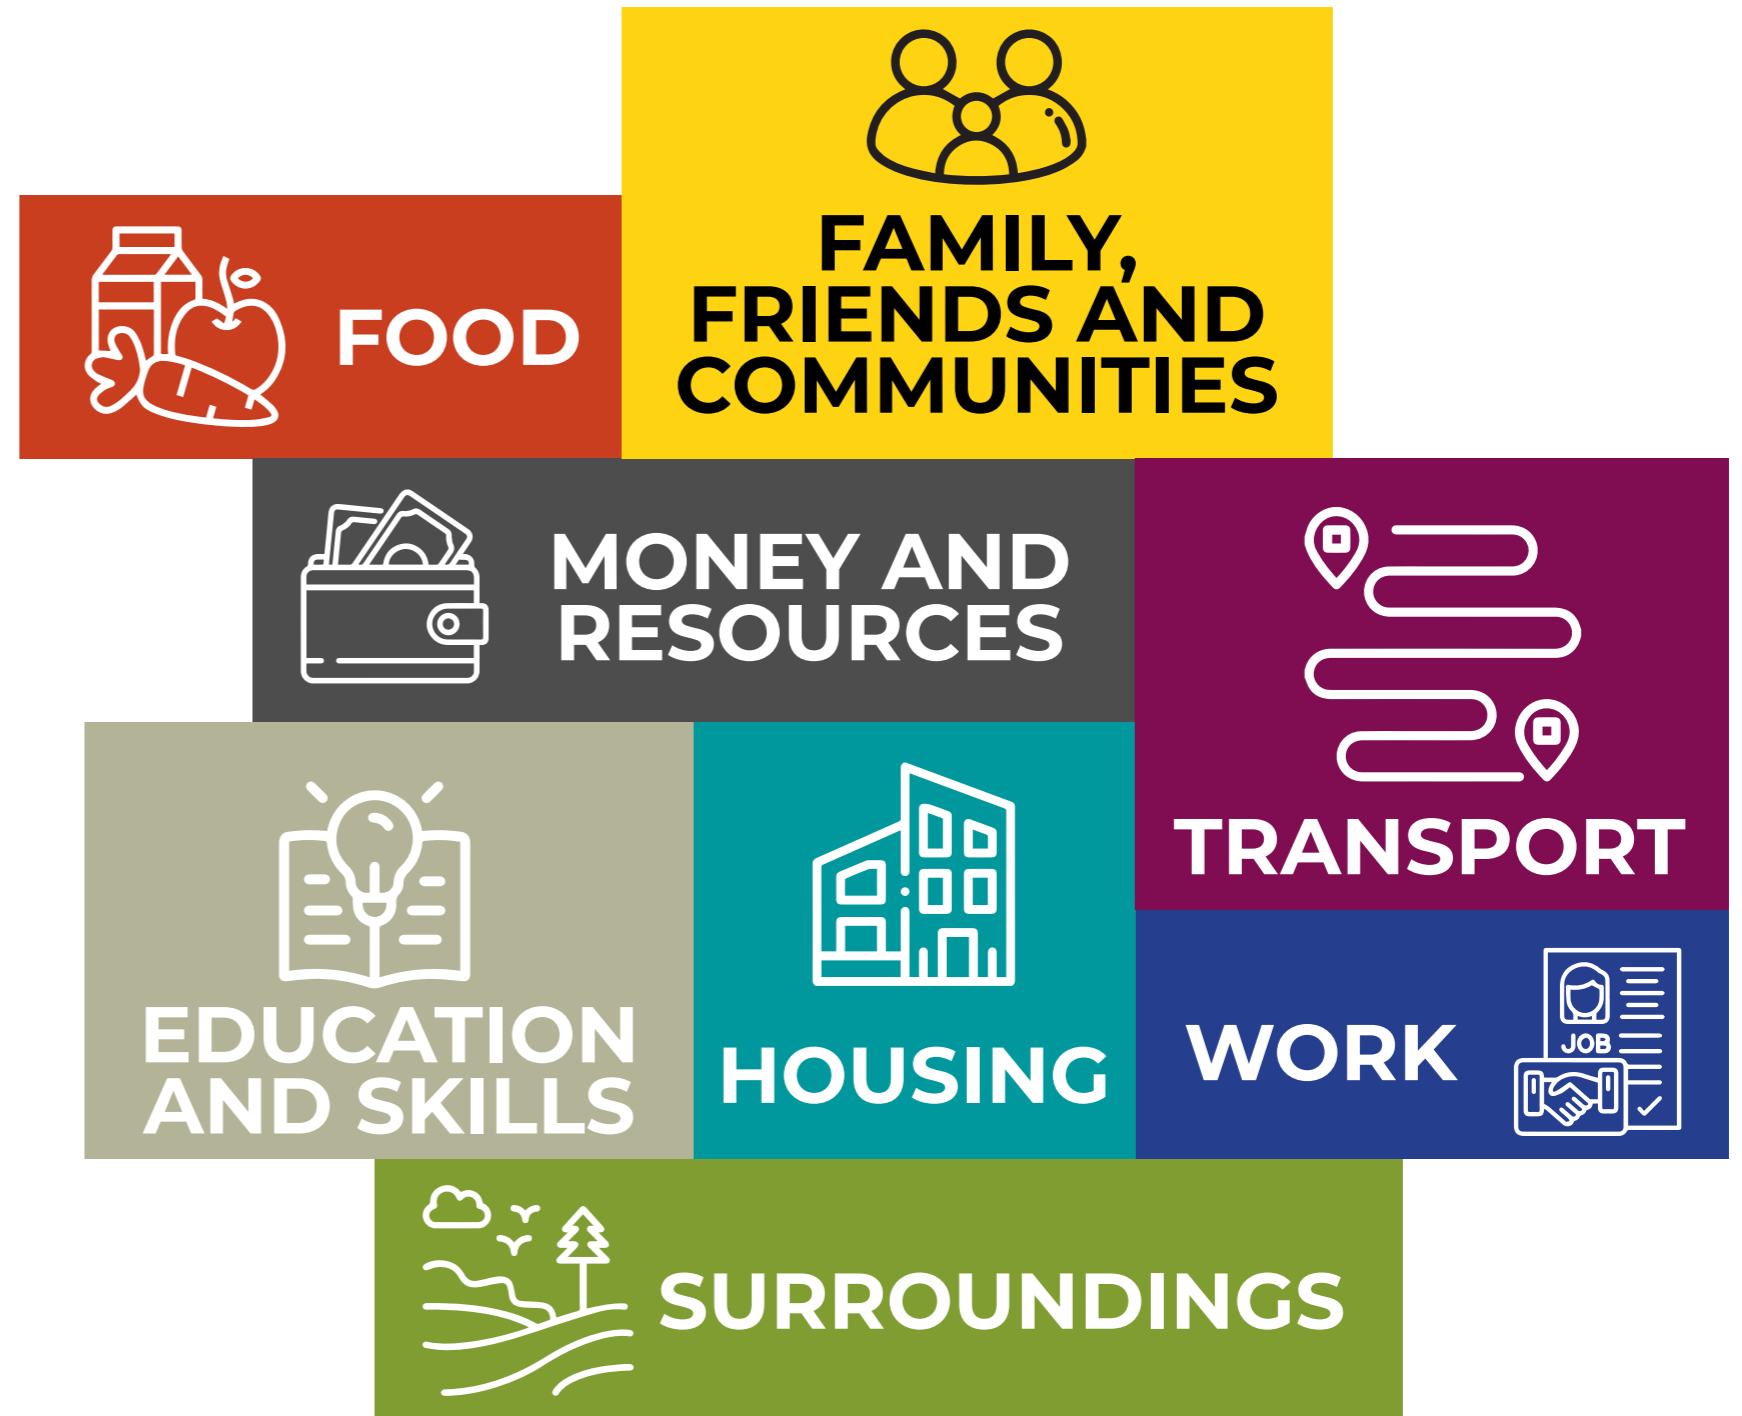 FAMILY,
FRIENDS AND
COMMUNITIES
FOOD
MONEY AND
RESOURCES
TRANSPORT
EDUCATION
AND SKILLS
HOUSING
WORK
JOB
SURROUNDINGS